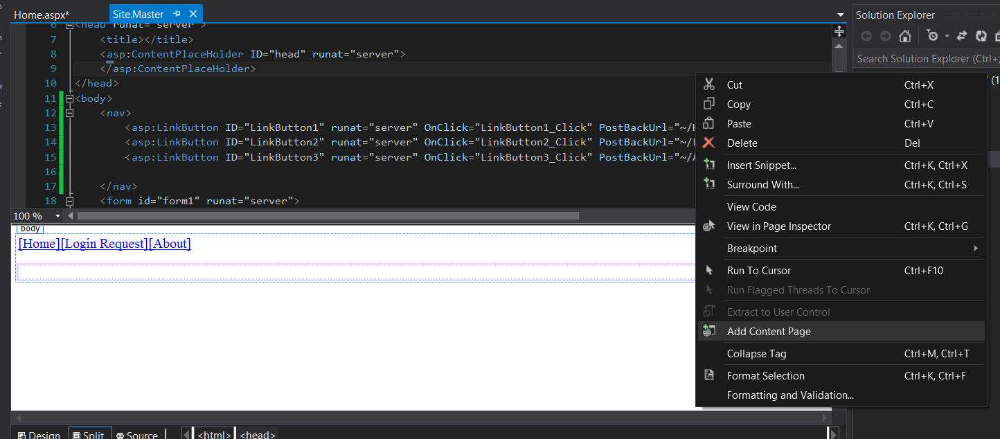 Home.aspx* Site.Master
Solution Explorer
Search Solution Explorer (Ctrl+;
(1
6 <head runat="server">
7 <title></title>
8 <asp:ContentPlaceHolder ID="head" runat="server">
9 </asp:ContentPlaceHolder>
10 </head>
11 <body>
12 <nav>
13 <asp:LinkButton ID="LinkButton1" runat="server" OnClick="LinkButton1_Click" PostBackUrl="~/H
14 <asp:LinkButton ID="LinkButton2" runat="server" OnClick="LinkButton2_Click" PostBackUrl="~/L
15 <asp:LinkButton ID="LinkButton3" runat="server" OnClick="LinkButton3_Click" PostBackUrl="~/A
16
17 </nav>
18 <form id="form1" runat="server">
100 %
body
[Home][Login Request][About]
Cut Ctrl+X
Copy Ctrl+C
Paste Ctrl+V
Delete Del
Insert Snippet... Ctrl+K, Ctrl+X
Surround With... Ctrl+K, Ctrl+S
View Code
View in Page Inspector Ctrl+K, Ctrl+G
Breakpoint
Run To Cursor Ctrl+F10
Run Flagged Threads To Cursor
Extract to User Control
Add Content Page
Collapse Tag Ctrl+M, Ctrl+T
Format Selection Ctrl+K, Ctrl+F
Formatting and Validation...
Design Split Source <html> <head>